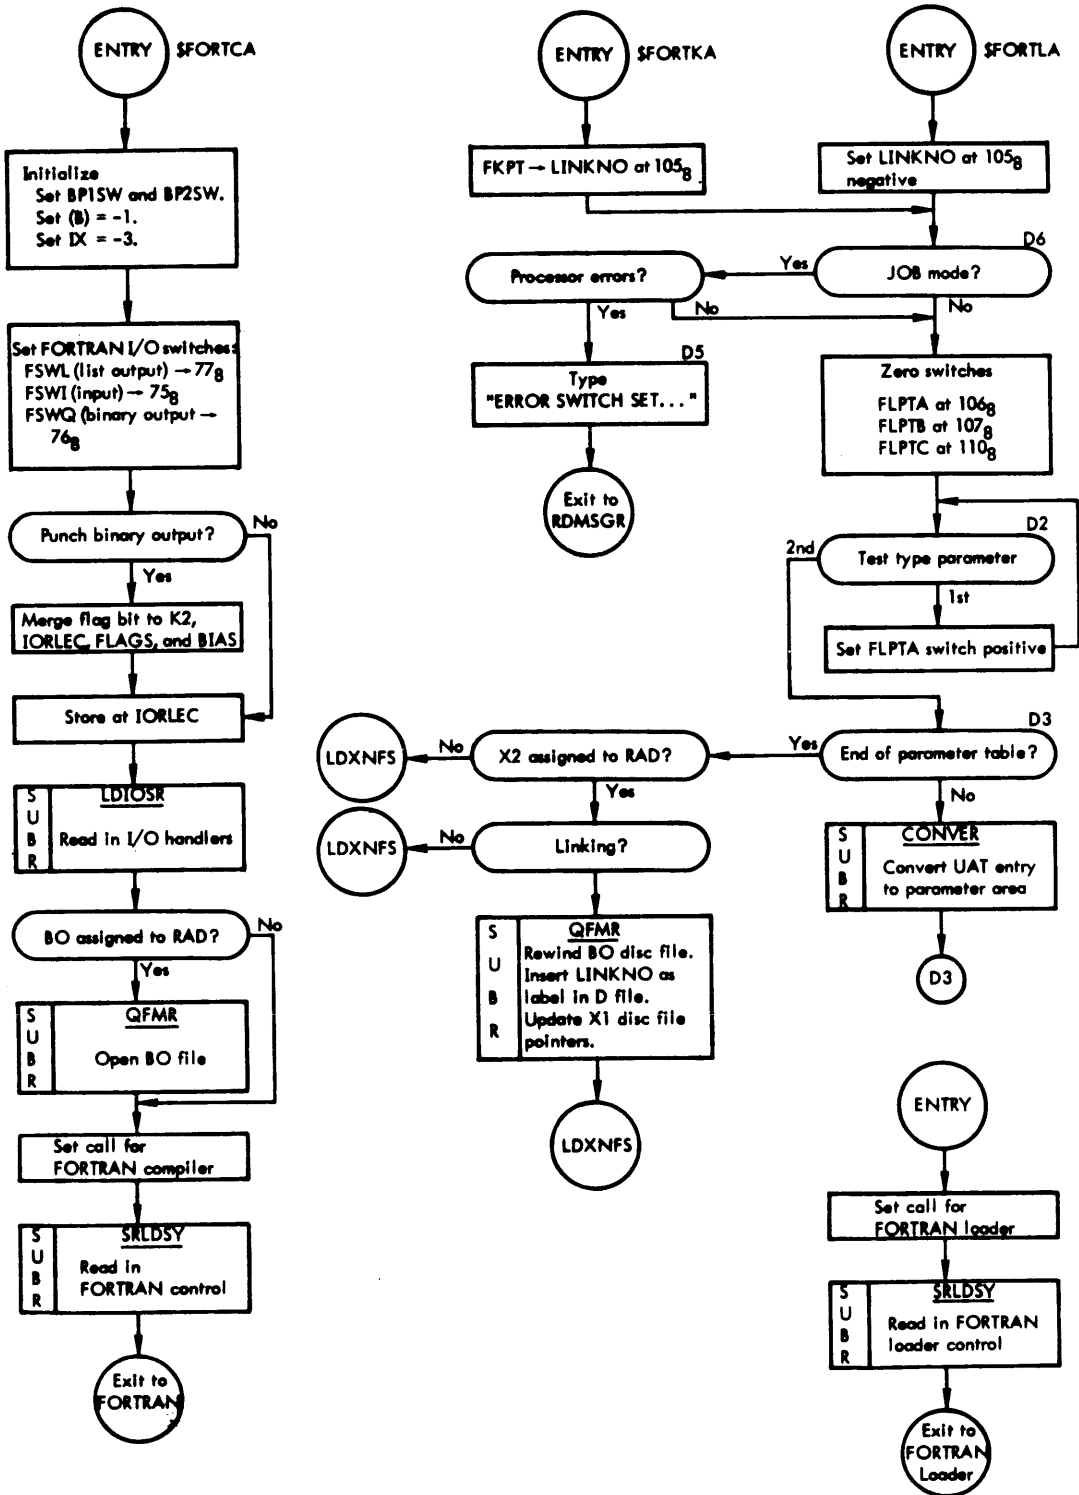 ENTRY $FORTCA
Initialize
Set BP1SW and BP2SW.
Set (B) = -1.
Set IX = -3.
Set FORTRAN I/O switches:
FSWL (list output) → 77₈
FSWI (input) → 75₈
FSWQ (binary output →
76₈
Punch binary output?
No
Yes
Merge flag bit to K2,
IORLEC, FLAGS, and BIAS
Store at IORLEC
SUBR
LDIOSR
Read in I/O handlers
BO assigned to RAD?
No
Yes
SUBR
QFMR
Open BO file
Set call for
FORTRAN compiler
SUBR
SRLDSY
Read in
FORTRAN control
Exit to
FORTRAN
ENTRY $FORTKA
FKPT → LINKNO at 105₈
ENTRY $FORTLA
Set LINKNO at 105₈
negative
D6
JOB mode?
Yes
No
Processor errors?
Yes
No
D5
Type
"ERROR SWITCH SET..."
Exit to
RDMSGR
Zero switches
FLPTA at 106₈
FLPTB at 107₈
FLPTC at 110₈
D2
Test type parameter
2nd
1st
Set FLPTA switch positive
D3
End of parameter table?
Yes
No
X2 assigned to RAD?
No
LDXNFS
Yes
Linking?
No
LDXNFS
SUBR
QFMR
Rewind BO disc file.
Insert LINKNO as
label in D file.
Update X1 disc file
pointers.
LDXNFS
SUBR
CONVER
Convert UAT entry
to parameter area
D3
ENTRY
Set call for
FORTRAN loader
SUBR
SRLDSY
Read in FORTRAN
loader control
Exit to
FORTRAN
Loader